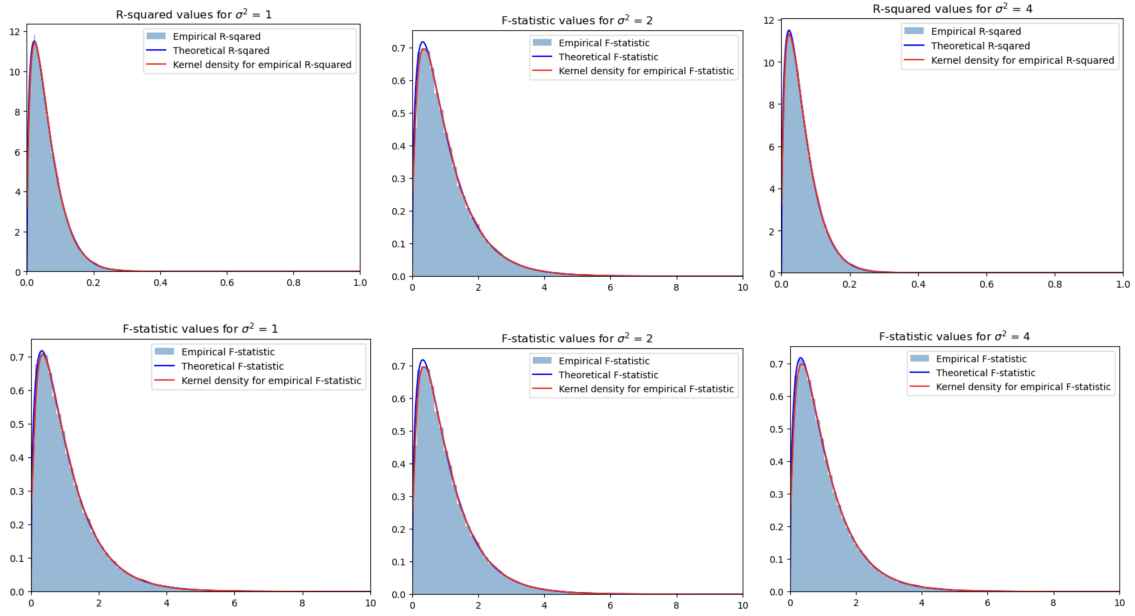 R-squared values for σ² = 1
Empirical R-sqared
Theoretical R-sqared
Kernel density for empirical R-squared
12
10
8
6
4
2
0
0.0 0.2 0.4 0.6 0.8 1.0
F-statistic values for σ² = 2
Empirical F-statistic
Theoretical F-statistic
Kernel density for empirical F-statistic
0.7
0.6
0.5
0.4
0.3
0.2
0.1
0.0
0 2 4 6 8 10
R-squared values for σ² = 4
Empirical R-sqared
Theoretical R-sqared
Kernel density for empirical R-squared
12
10
8
6
4
2
0
0.0 0.2 0.4 0.6 0.8 1.0
F-statistic values for σ² = 1
Empirical F-statistic
Theoretical F-statistic
Kernel density for empirical F-statistic
0.7
0.6
0.5
0.4
0.3
0.2
0.1
0.0
0 2 4 6 8 10
F-statistic values for σ² = 2
Empirical F-statistic
Theoretical F-statistic
Kernel density for empirical F-statistic
0.7
0.6
0.5
0.4
0.3
0.2
0.1
0.0
0 2 4 6 8 10
F-statistic values for σ² = 4
Empirical F-statistic
Theoretical F-statistic
Kernel density for empirical F-statistic
0.7
0.6
0.5
0.4
0.3
0.2
0.1
0.0
0 2 4 6 8 10